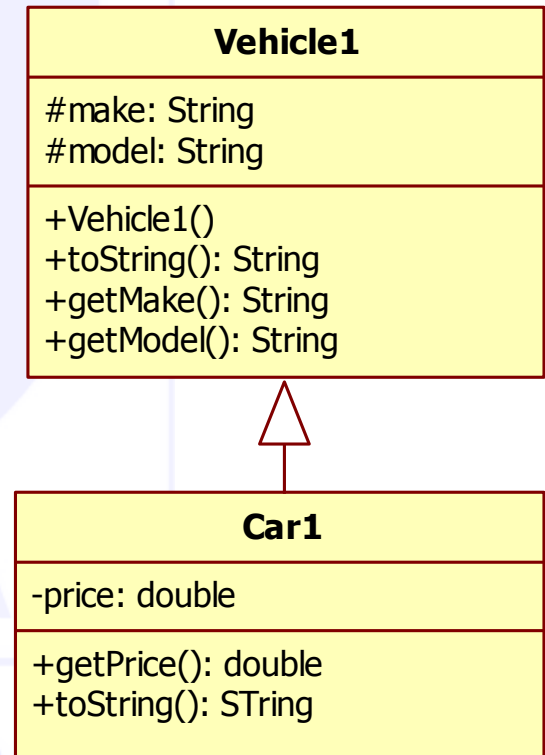 Vehicle1
#make: String
#model: String
+Vehicle1()
+toString(): String
+getMake(): String
+getModel(): String
Car1
-price: double
+getPrice(): double
+toString(): STring